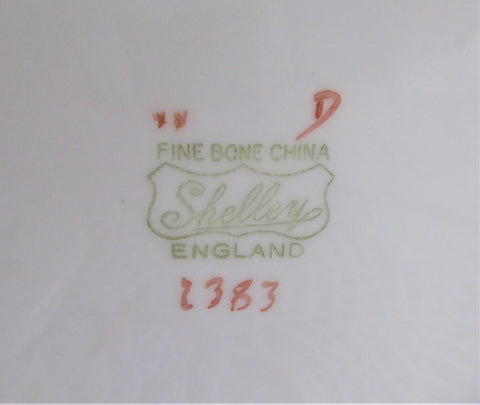 " D
FINE BONE CHINA
Shelley
ENGLAND
2383